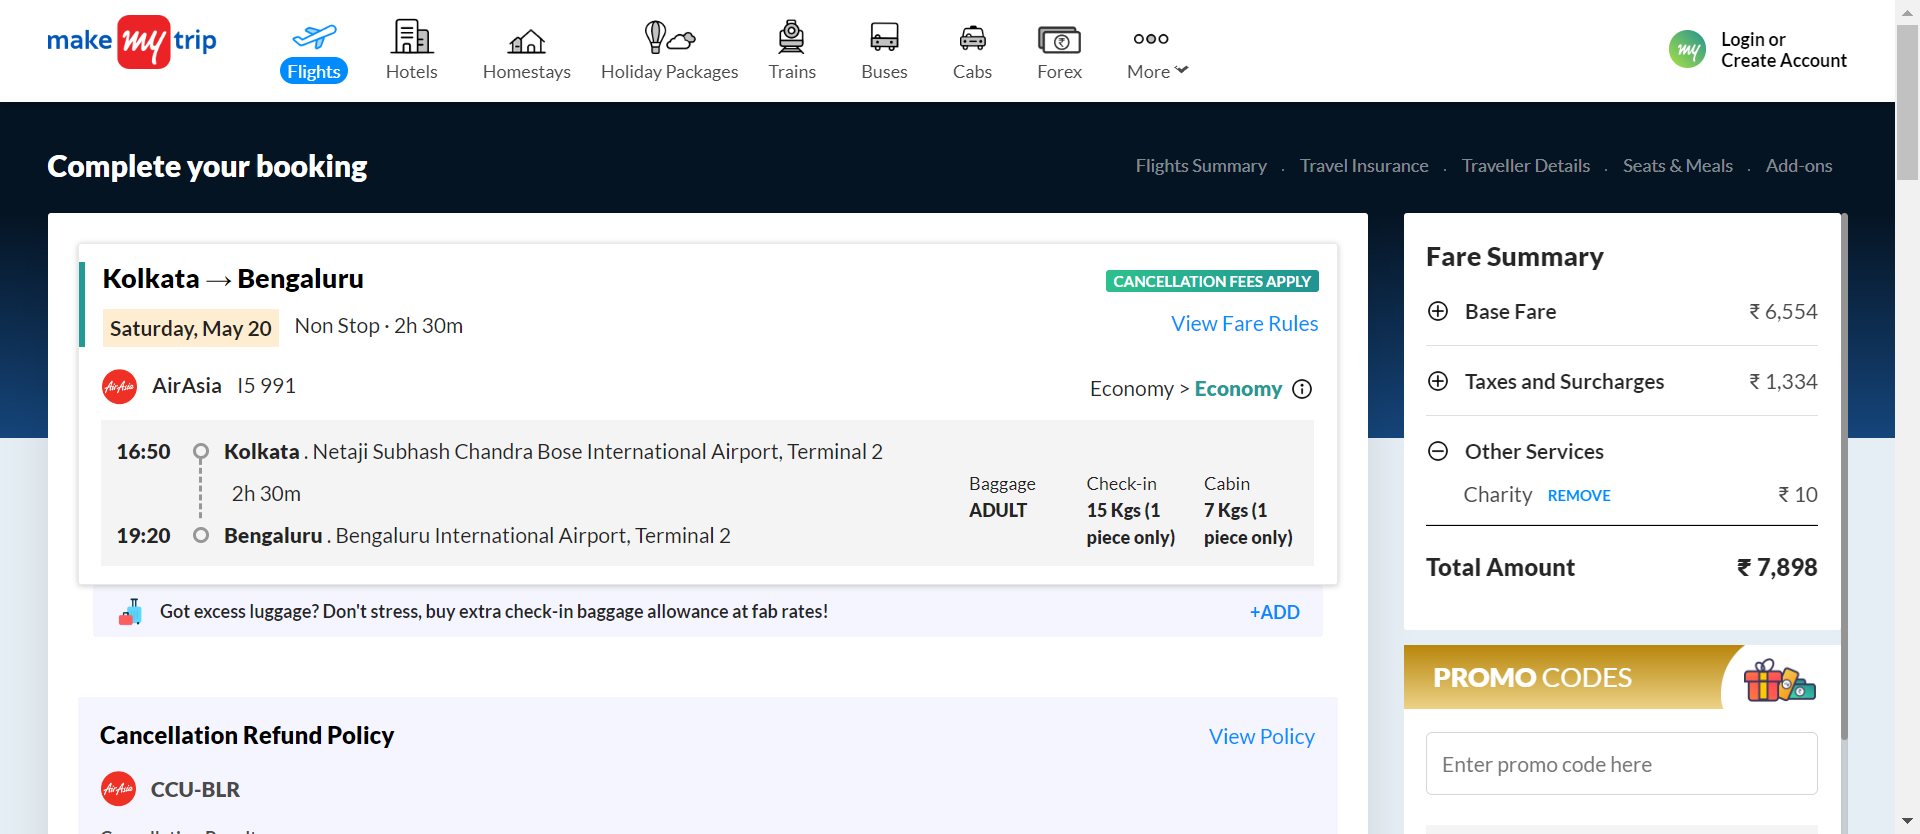 make my trip
Flights
Hotels
Homestays
Holiday Packages
Trains
Buses
Cabs
Forex
More
my
Login or
Create Account
Complete your booking
Flights Summary . Travel Insurance . Traveller Details . Seats & Meals . Add-ons
Kolkata → Bengaluru
CANCELLATION FEES APPLY
Saturday, May 20
Non Stop · 2h 30m
View Fare Rules
AirAsia
AirAsia I5 991
Economy > Economy
16:50 Kolkata . Netaji Subhash Chandra Bose International Airport, Terminal 2
2h 30m
19:20 Bengaluru . Bengaluru International Airport, Terminal 2
Baggage
ADULT
Check-in
15 Kgs (1
piece only)
Cabin
7 Kgs (1
piece only)
Got excess luggage? Don't stress, buy extra check-in baggage allowance at fab rates!
+ADD
Cancellation Refund Policy
View Policy
AirAsia
CCU-BLR
Fare Summary
Base Fare ₹ 6,554
Taxes and Surcharges ₹ 1,334
Other Services
Charity REMOVE ₹ 10
Total Amount ₹ 7,898
PROMO CODES
Enter promo code here